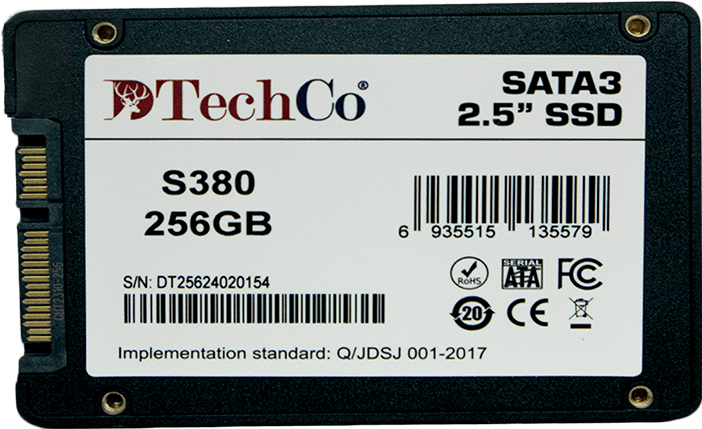 DTechCo®
SATA3
2.5” SSD
S380
256GB
6 935515 135579
S/N: DT25624020154
RoHS
SERIAL
ATA
FC
20
CE
Implementation standard: Q/JDSJ 001-2017